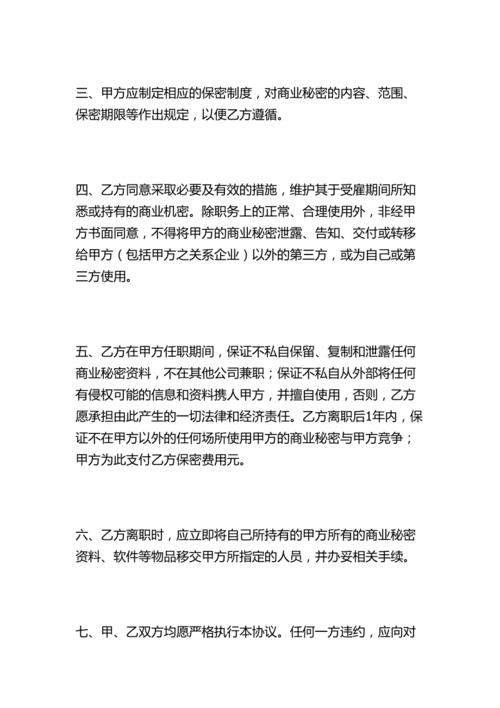 三、甲方应制定相应的保密制度，对商业秘密的内容、范围、
保密期限等作出规定，以便乙方遵循。
四、乙方同意采取必要及有效的措施，维护其于受雇期间所知
悉或持有的商业机密。除职务上的正常、合理使用外，非经甲
方书面同意，不得将甲方的商业秘密泄露、告知、交付或转移
给甲方（包括甲方之关系企业）以外的第三方，或为自己或第
三方使用。
五、乙方在甲方任职期间，保证不私自保留、复制和泄露任何
商业秘密资料，不在其他公司兼职；保证不私自从外部将任何
有侵权可能的信息和资料携人甲方，并擅自使用，否则，乙方
愿承担由此产生的一切法律和经济责任。乙方离职后1年内，保
证不在甲方以外的任何场所使用甲方的商业秘密与甲方竞争；
甲方为此支付乙方保密费用元。
六、乙方离职时，应立即将自己所持有的甲方所有的商业秘密
资料、软件等物品移交甲方所指定的人员，并办妥相关手续。
七、甲、乙双方均愿严格执行本协议。任何一方违约，应向对